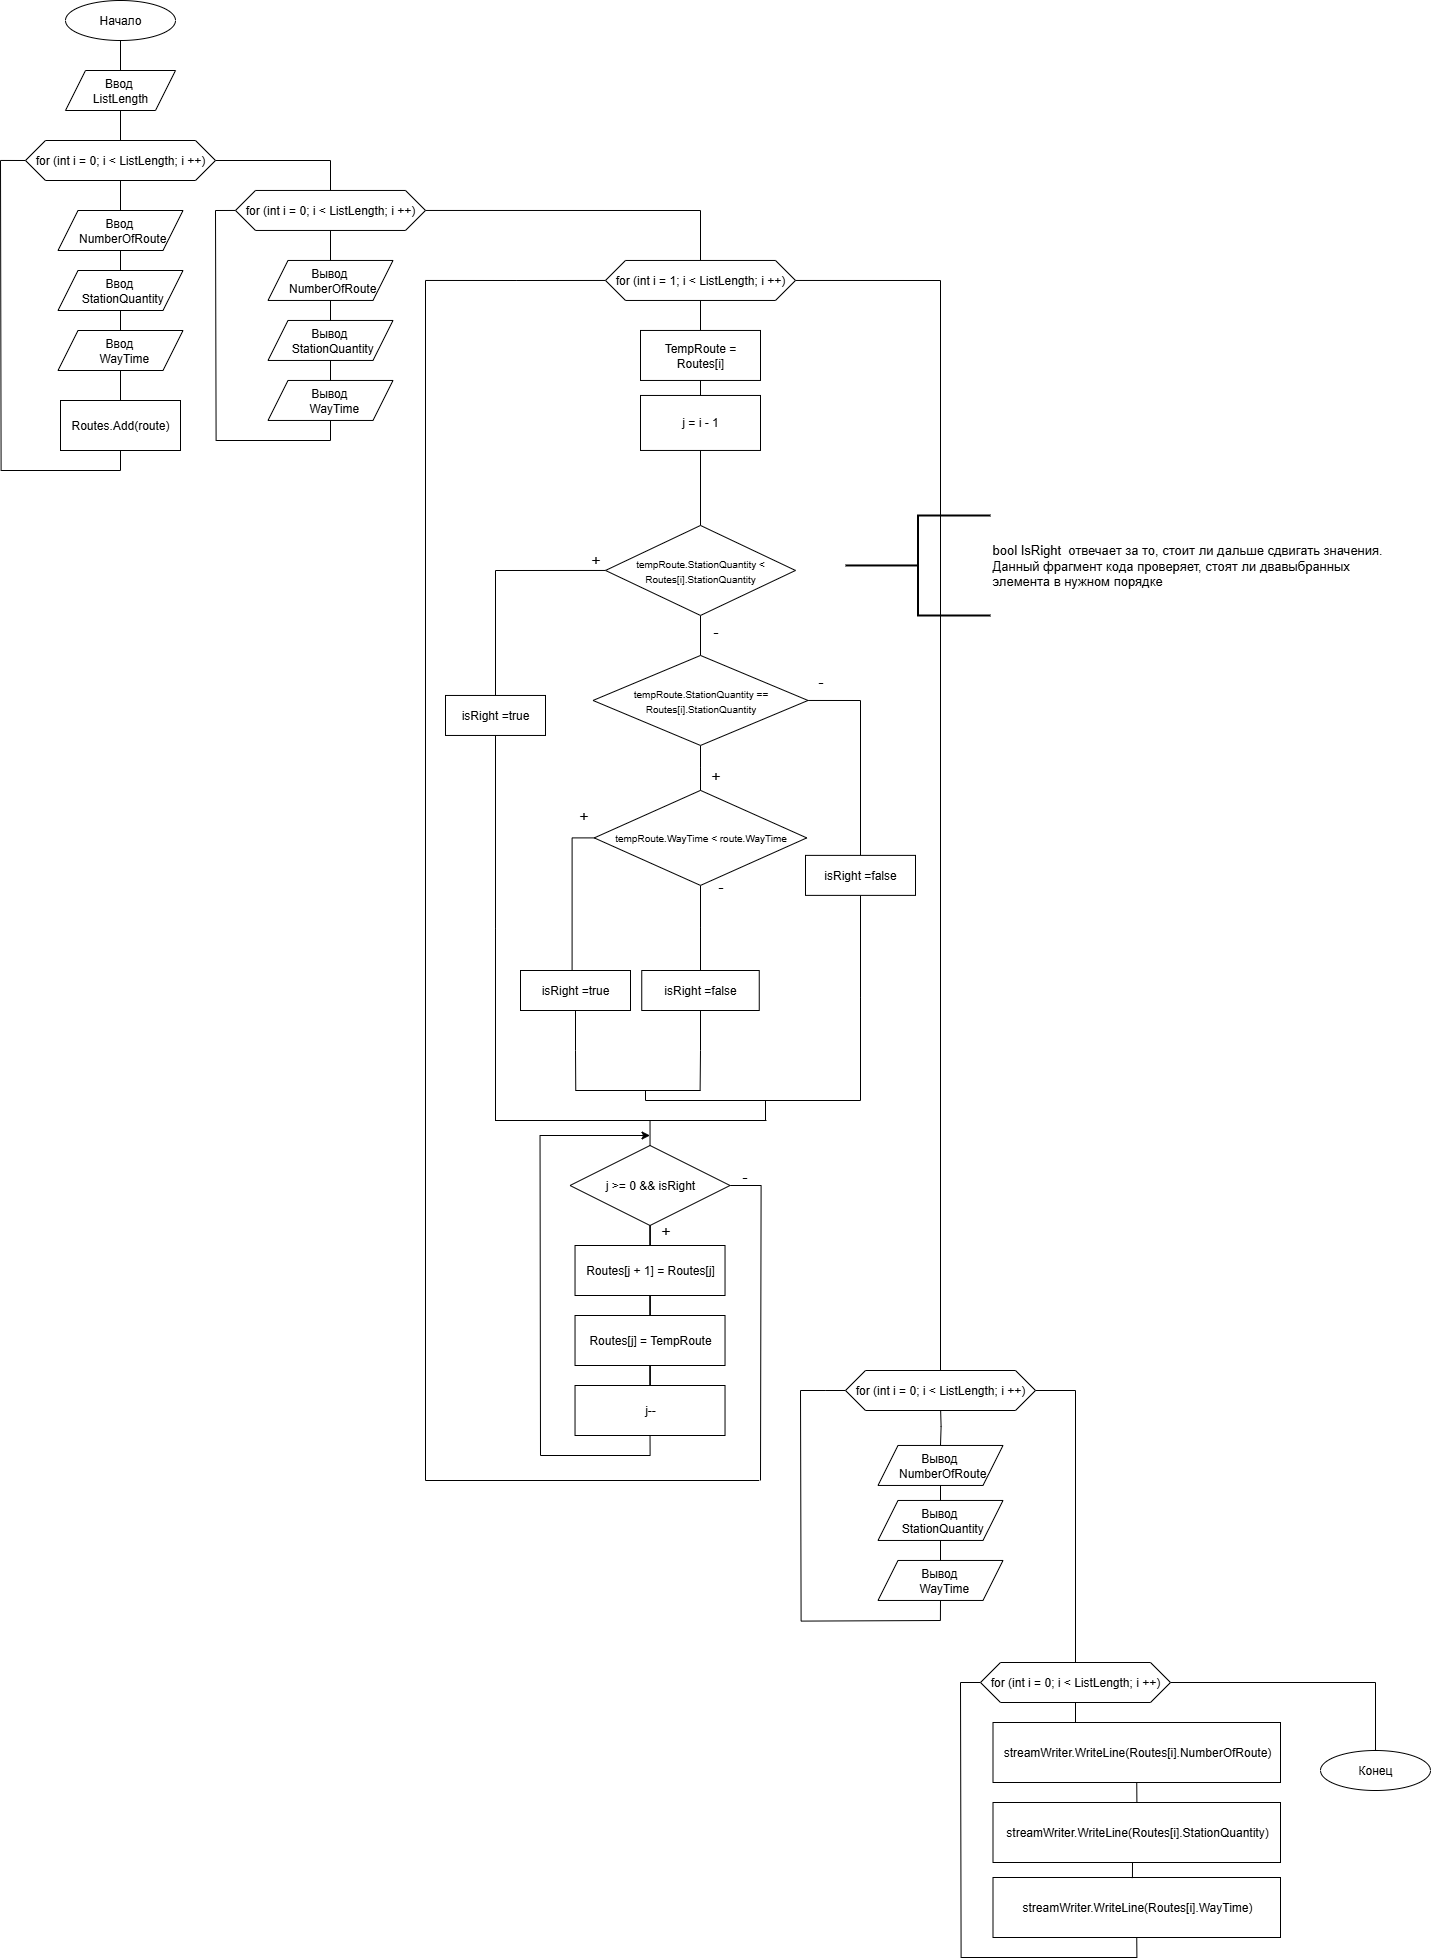 Начало
Ввод
ListLength
for (int i = 0; i < ListLength; i ++)
Ввод
NumberOfRoute
Ввод
StationQuantity
Ввод
WayTime
Routes.Add(route)
for (int i = 0; i < ListLength; i ++)
Вывод
NumberOfRoute
Вывод
StationQuantity
Вывод
WayTime
for (int i = 1; i < ListLength; i ++)
TempRoute =
Routes[i]
j = i - 1
bool IsRight  отвечает за то, стоит ли дальше сдвигать значения.
Данный фрагмент кода проверяет, стоят ли двавыбранных
элемента в нужном порядке
+
tempRoute.StationQuantity <
Routes[i].StationQuantity
-
isRight =true
tempRoute.StationQuantity ==
Routes[i].StationQuantity
-
+
+
tempRoute.WayTime < route.WayTime
-
isRight =false
isRight =true
isRight =false
j >= 0 && isRight
-
+
Routes[j + 1] = Routes[j]
Routes[j] = TempRoute
j--
for (int i = 0; i < ListLength; i ++)
Вывод
NumberOfRoute
Вывод
StationQuantity
Вывод
WayTime
for (int i = 0; i < ListLength; i ++)
streamWriter.WriteLine(Routes[i].NumberOfRoute)
streamWriter.WriteLine(Routes[i].StationQuantity)
streamWriter.WriteLine(Routes[i].WayTime)
Конец